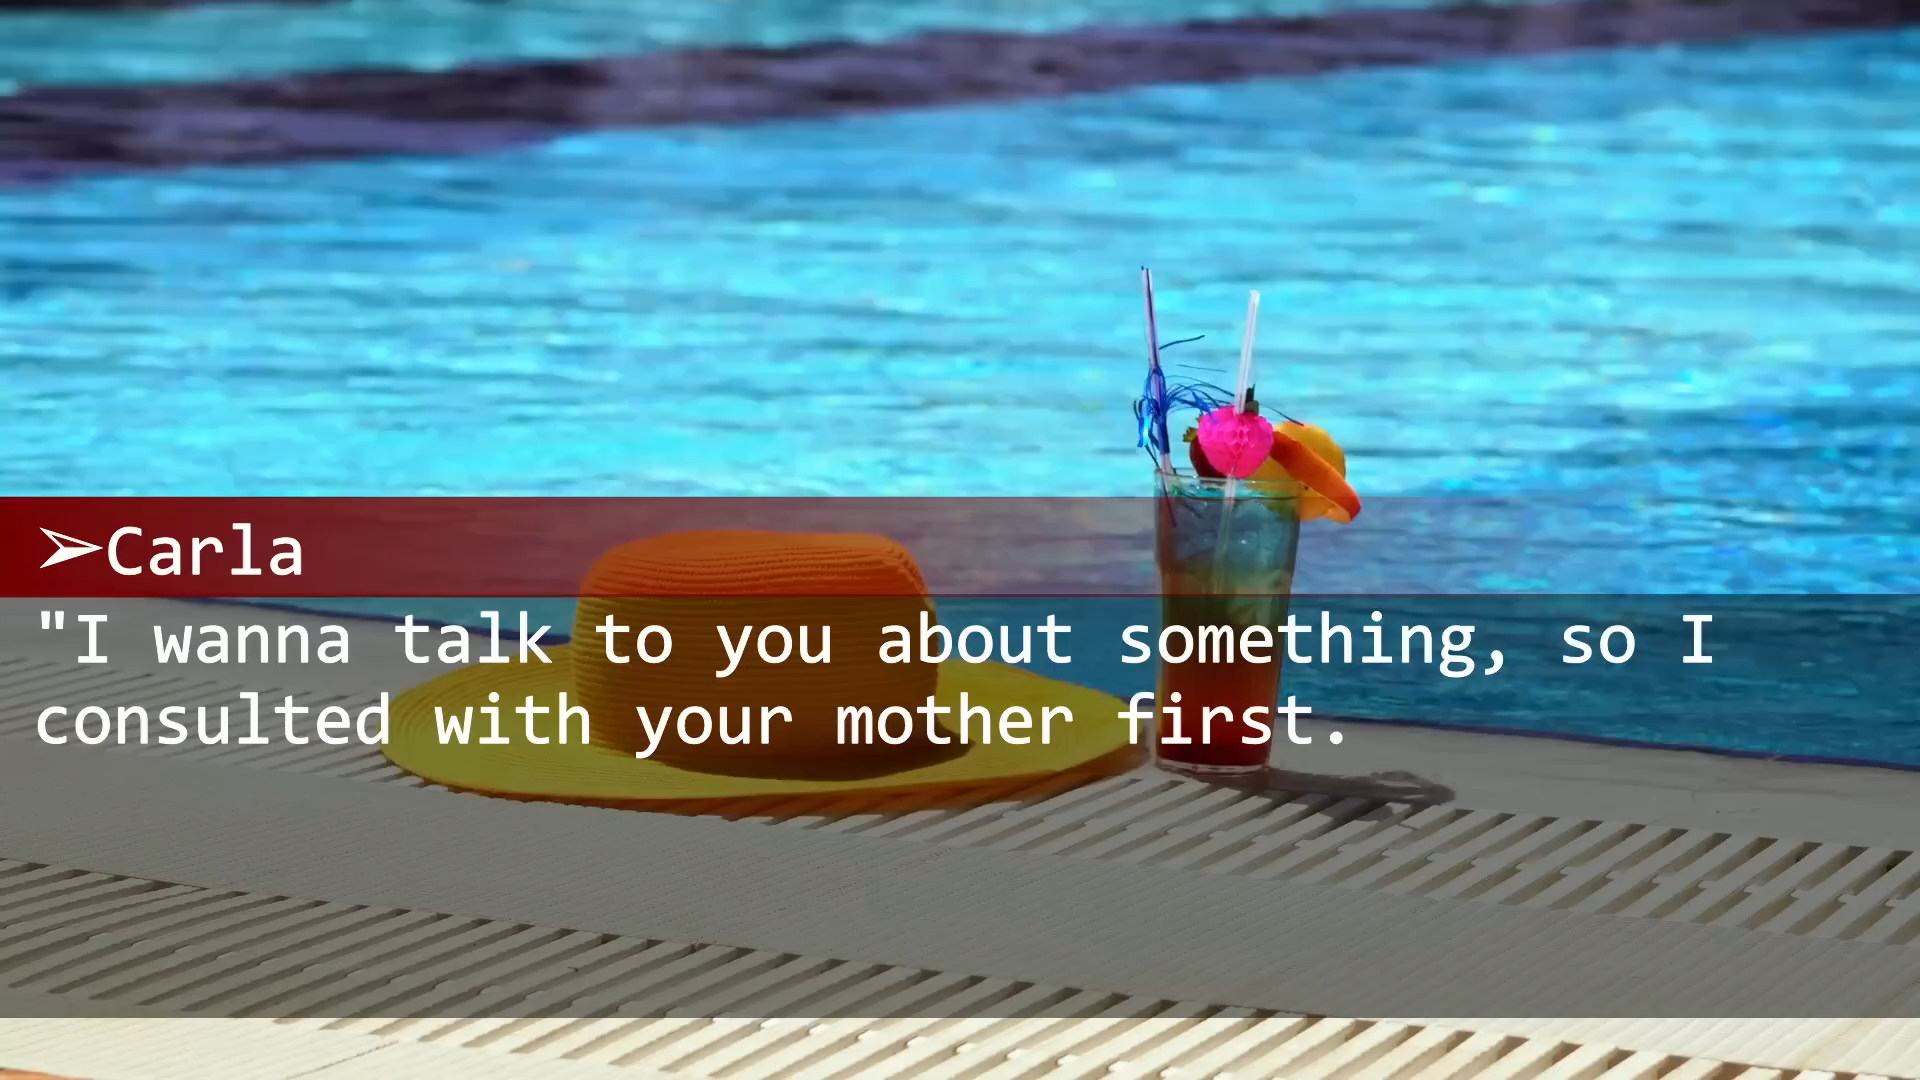 ➢Carla
"I wanna talk to you about something, so I
consulted with your mother first.